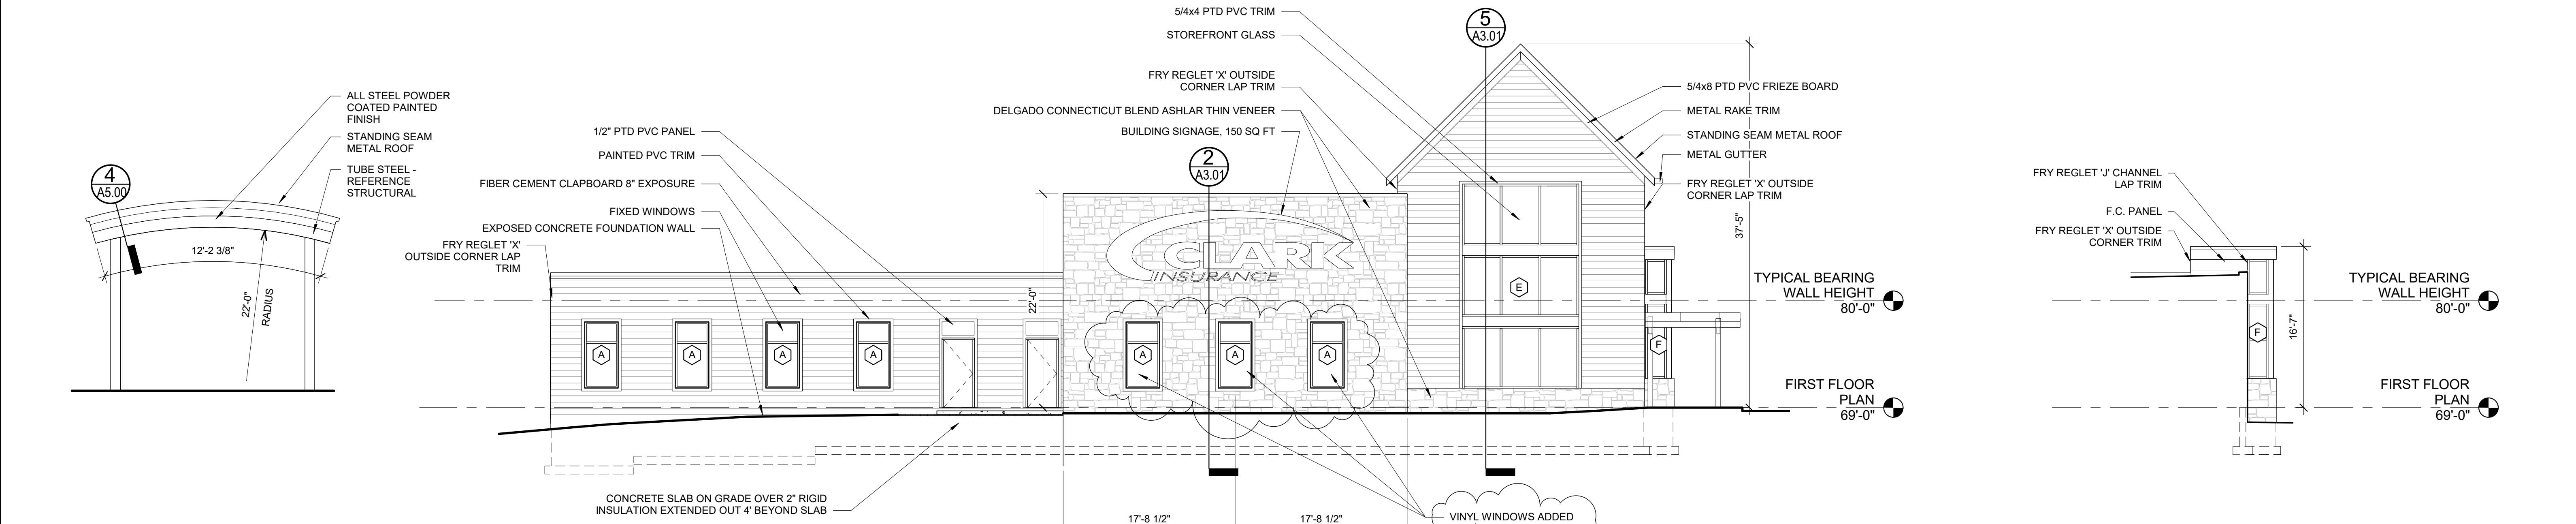 4
A5.00
ALL STEEL POWDER
COATED PAINTED
FINISH
STANDING SEAM
METAL ROOF
TUBE STEEL -
REFERENCE
STRUCTURAL
12'-2 3/8"
22'-0"
RADIUS
1/2" PTD PVC PANEL
PAINTED PVC TRIM
FIBER CEMENT CLAPBOARD 8" EXPOSURE
FIXED WINDOWS
EXPOSED CONCRETE FOUNDATION WALL
FRY REGLET 'X'
OUTSIDE CORNER LAP
TRIM
5/4x4 PTD PVC TRIM
STOREFRONT GLASS
FRY REGLET 'X' OUTSIDE
CORNER LAP TRIM
DELGADO CONNECTICUT BLEND ASHLAR THIN VENEER
BUILDING SIGNAGE, 150 SQ FT
2
A3.01
5
A3.01
5/4x8 PTD PVC FRIEZE BOARD
METAL RAKE TRIM
STANDING SEAM METAL ROOF
METAL GUTTER
FRY REGLET 'X' OUTSIDE
CORNER LAP TRIM
37'-5"
22'-0"
CLARK
INSURANCE
A
A
A
A
A
A
A
E
F
TYPICAL BEARING
WALL HEIGHT
80'-0"
FIRST FLOOR
PLAN
69'-0"
CONCRETE SLAB ON GRADE OVER 2" RIGID
INSULATION EXTENDED OUT 4' BEYOND SLAB
17'-8 1/2"
17'-8 1/2"
VINYL WINDOWS ADDED
FRY REGLET 'J' CHANNEL
LAP TRIM
F.C. PANEL
FRY REGLET 'X' OUTSIDE
CORNER TRIM
F
16'-7"
TYPICAL BEARING
WALL HEIGHT
80'-0"
FIRST FLOOR
PLAN
69'-0"